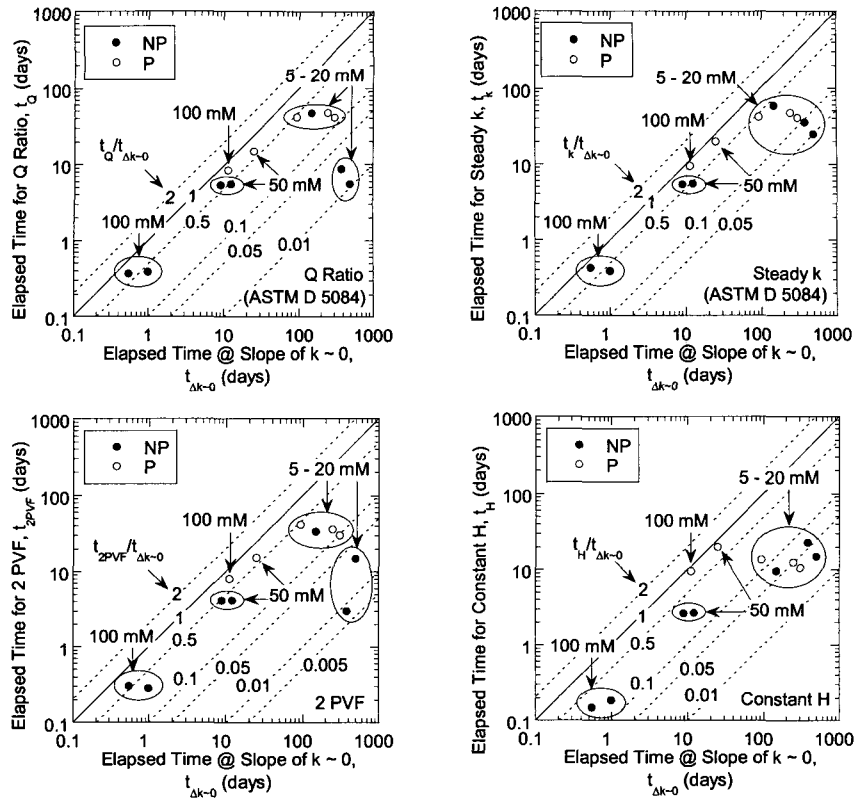 Elapsed Time for Q Ratio, t_Q (days)
1000
100
10
1
0.1
NP
P
5 - 20 mM
100 mM
t_Q/t_Δk~0
2
1
0.5
0.1
0.05
0.01
50 mM
100 mM
Q Ratio
(ASTM D 5084)
0.1 1 10 100 1000
Elapsed Time @ Slope of k ~ 0,
t_Δk~0 (days)
Elapsed Time for Steady k, t_k (days)
1000
100
10
1
0.1
NP
P
5 - 20 mM
100 mM
t_k/t_Δk~0
2
1
0.5
0.1
0.05
50 mM
100 mM
Steady k
(ASTM D 5084)
0.1 1 10 100 1000
Elapsed Time @ Slope of k ~ 0,
t_Δk~0 (days)
Elapsed Time for 2 PVF, t_2PVF (days)
1000
100
10
1
0.1
NP
P
5 - 20 mM
100 mM
t_2PVF/t_Δk~0
2
1
0.5
0.1
0.05
0.01
0.005
50 mM
100 mM
2 PVF
0.1 1 10 100 1000
Elapsed Time @ Slope of k ~ 0,
t_Δk~0 (days)
Elapsed Time for Constant H, t_H (days)
1000
100
10
1
0.1
NP
P
5 - 20 mM
100 mM
t_H/t_Δk~0
2
1
0.5
0.1
0.05
0.01
50 mM
100 mM
Constant H
0.1 1 10 100 1000
Elapsed Time @ Slope of k ~ 0,
t_Δk~0 (days)